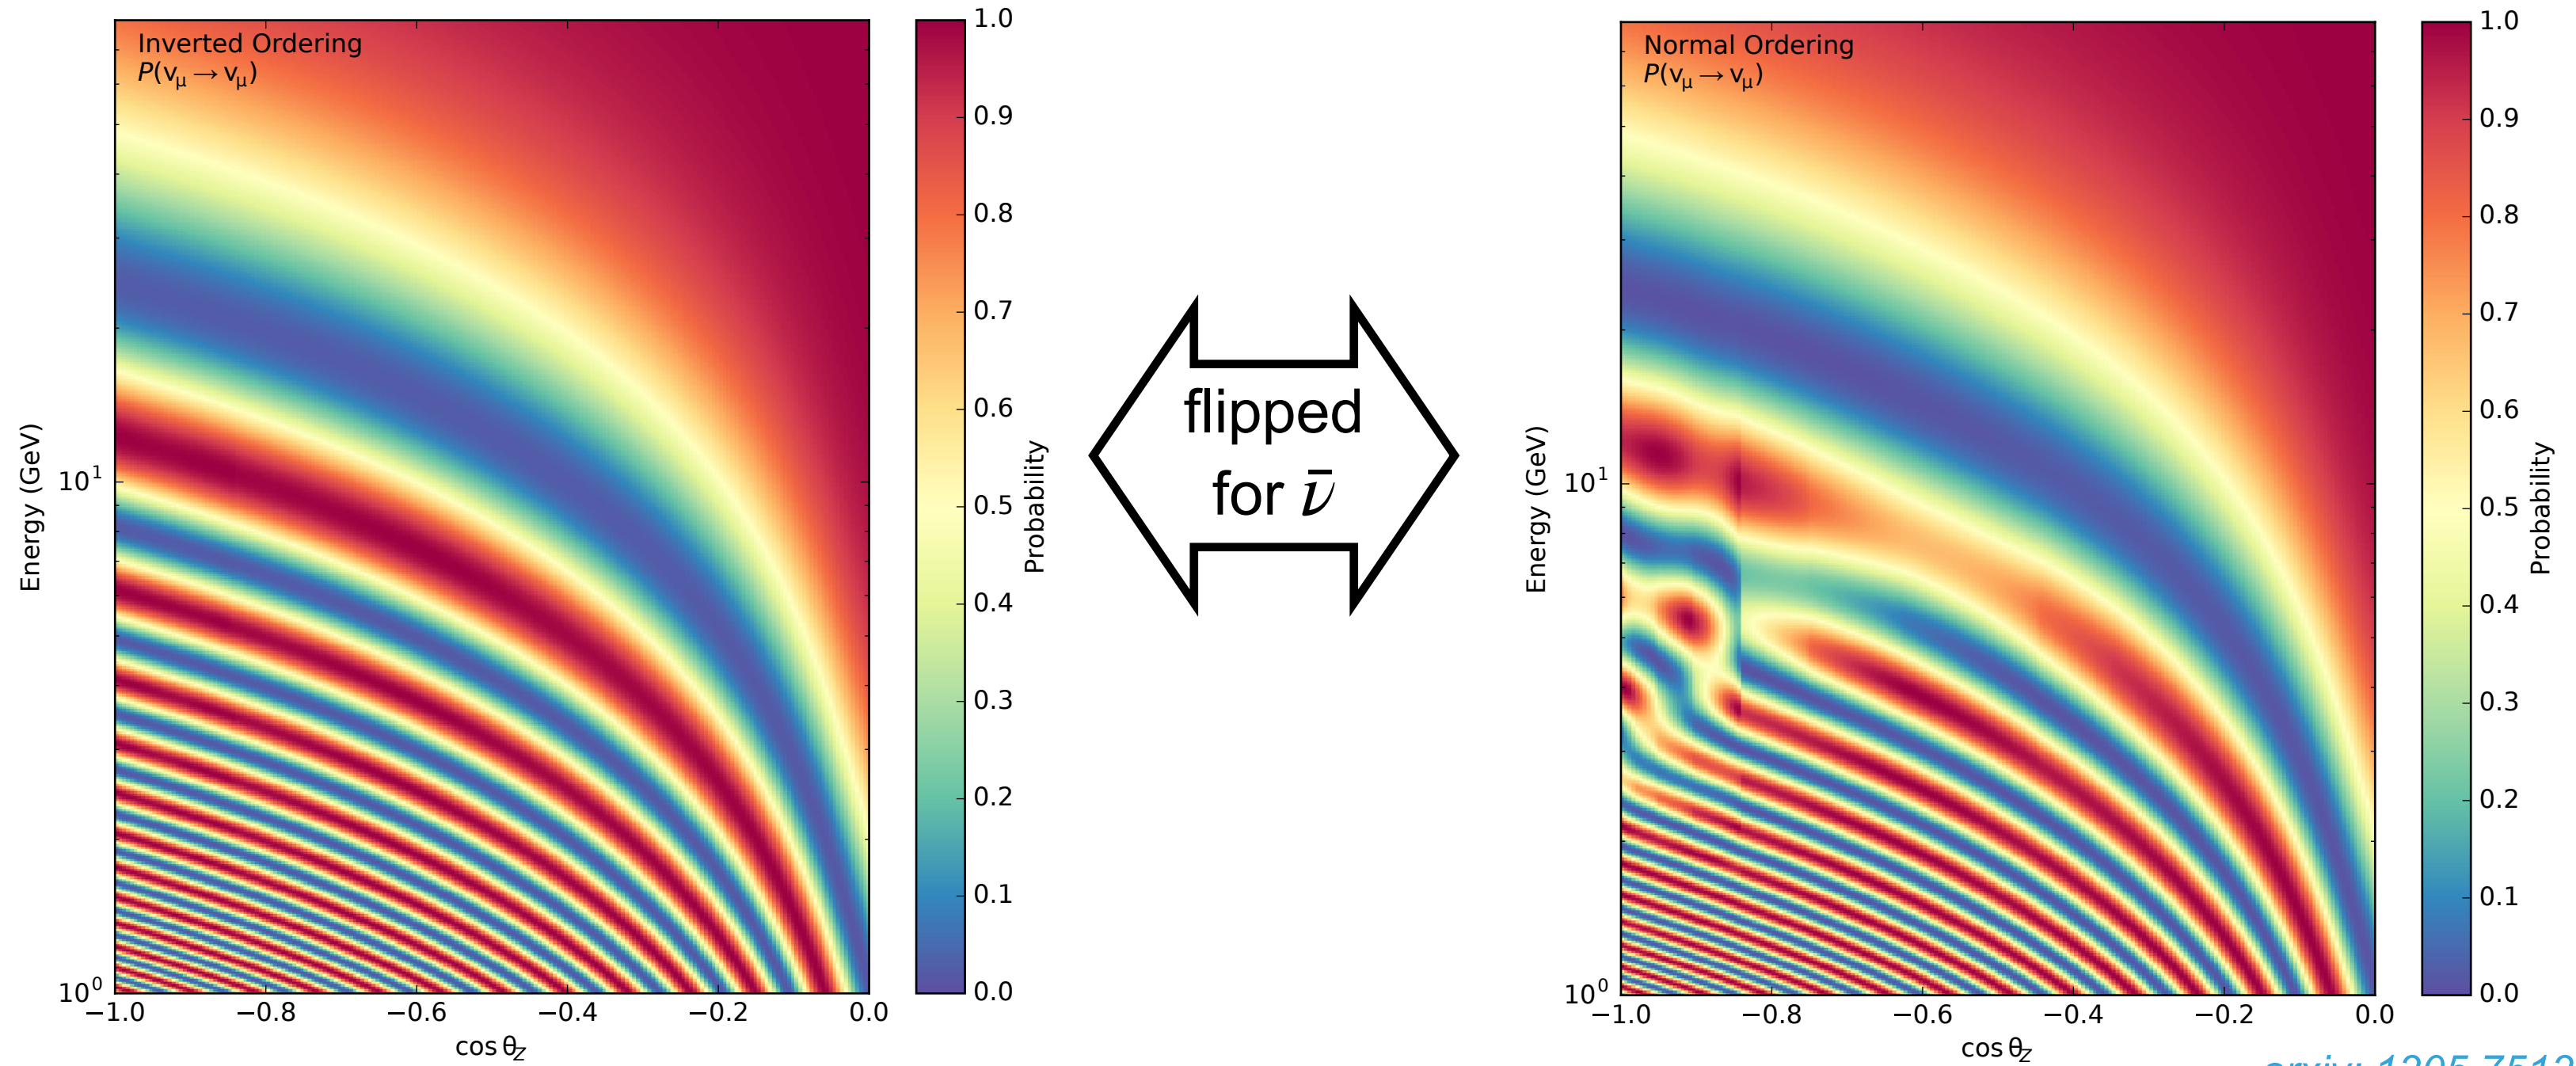 Inverted Ordering
P(νμ → νμ)
Energy (GeV)
10¹
10⁰
−1.0 −0.8 −0.6 −0.4 −0.2 0.0
cos θZ
1.0
0.9
0.8
0.7
0.6
0.5
0.4
0.3
0.2
0.1
0.0
Probability
flipped
for ν̄
Normal Ordering
P(νμ → νμ)
Energy (GeV)
10¹
10⁰
−1.0 −0.8 −0.6 −0.4 −0.2 0.0
cos θZ
1.0
0.9
0.8
0.7
0.6
0.5
0.4
0.3
0.2
0.1
0.0
Probability